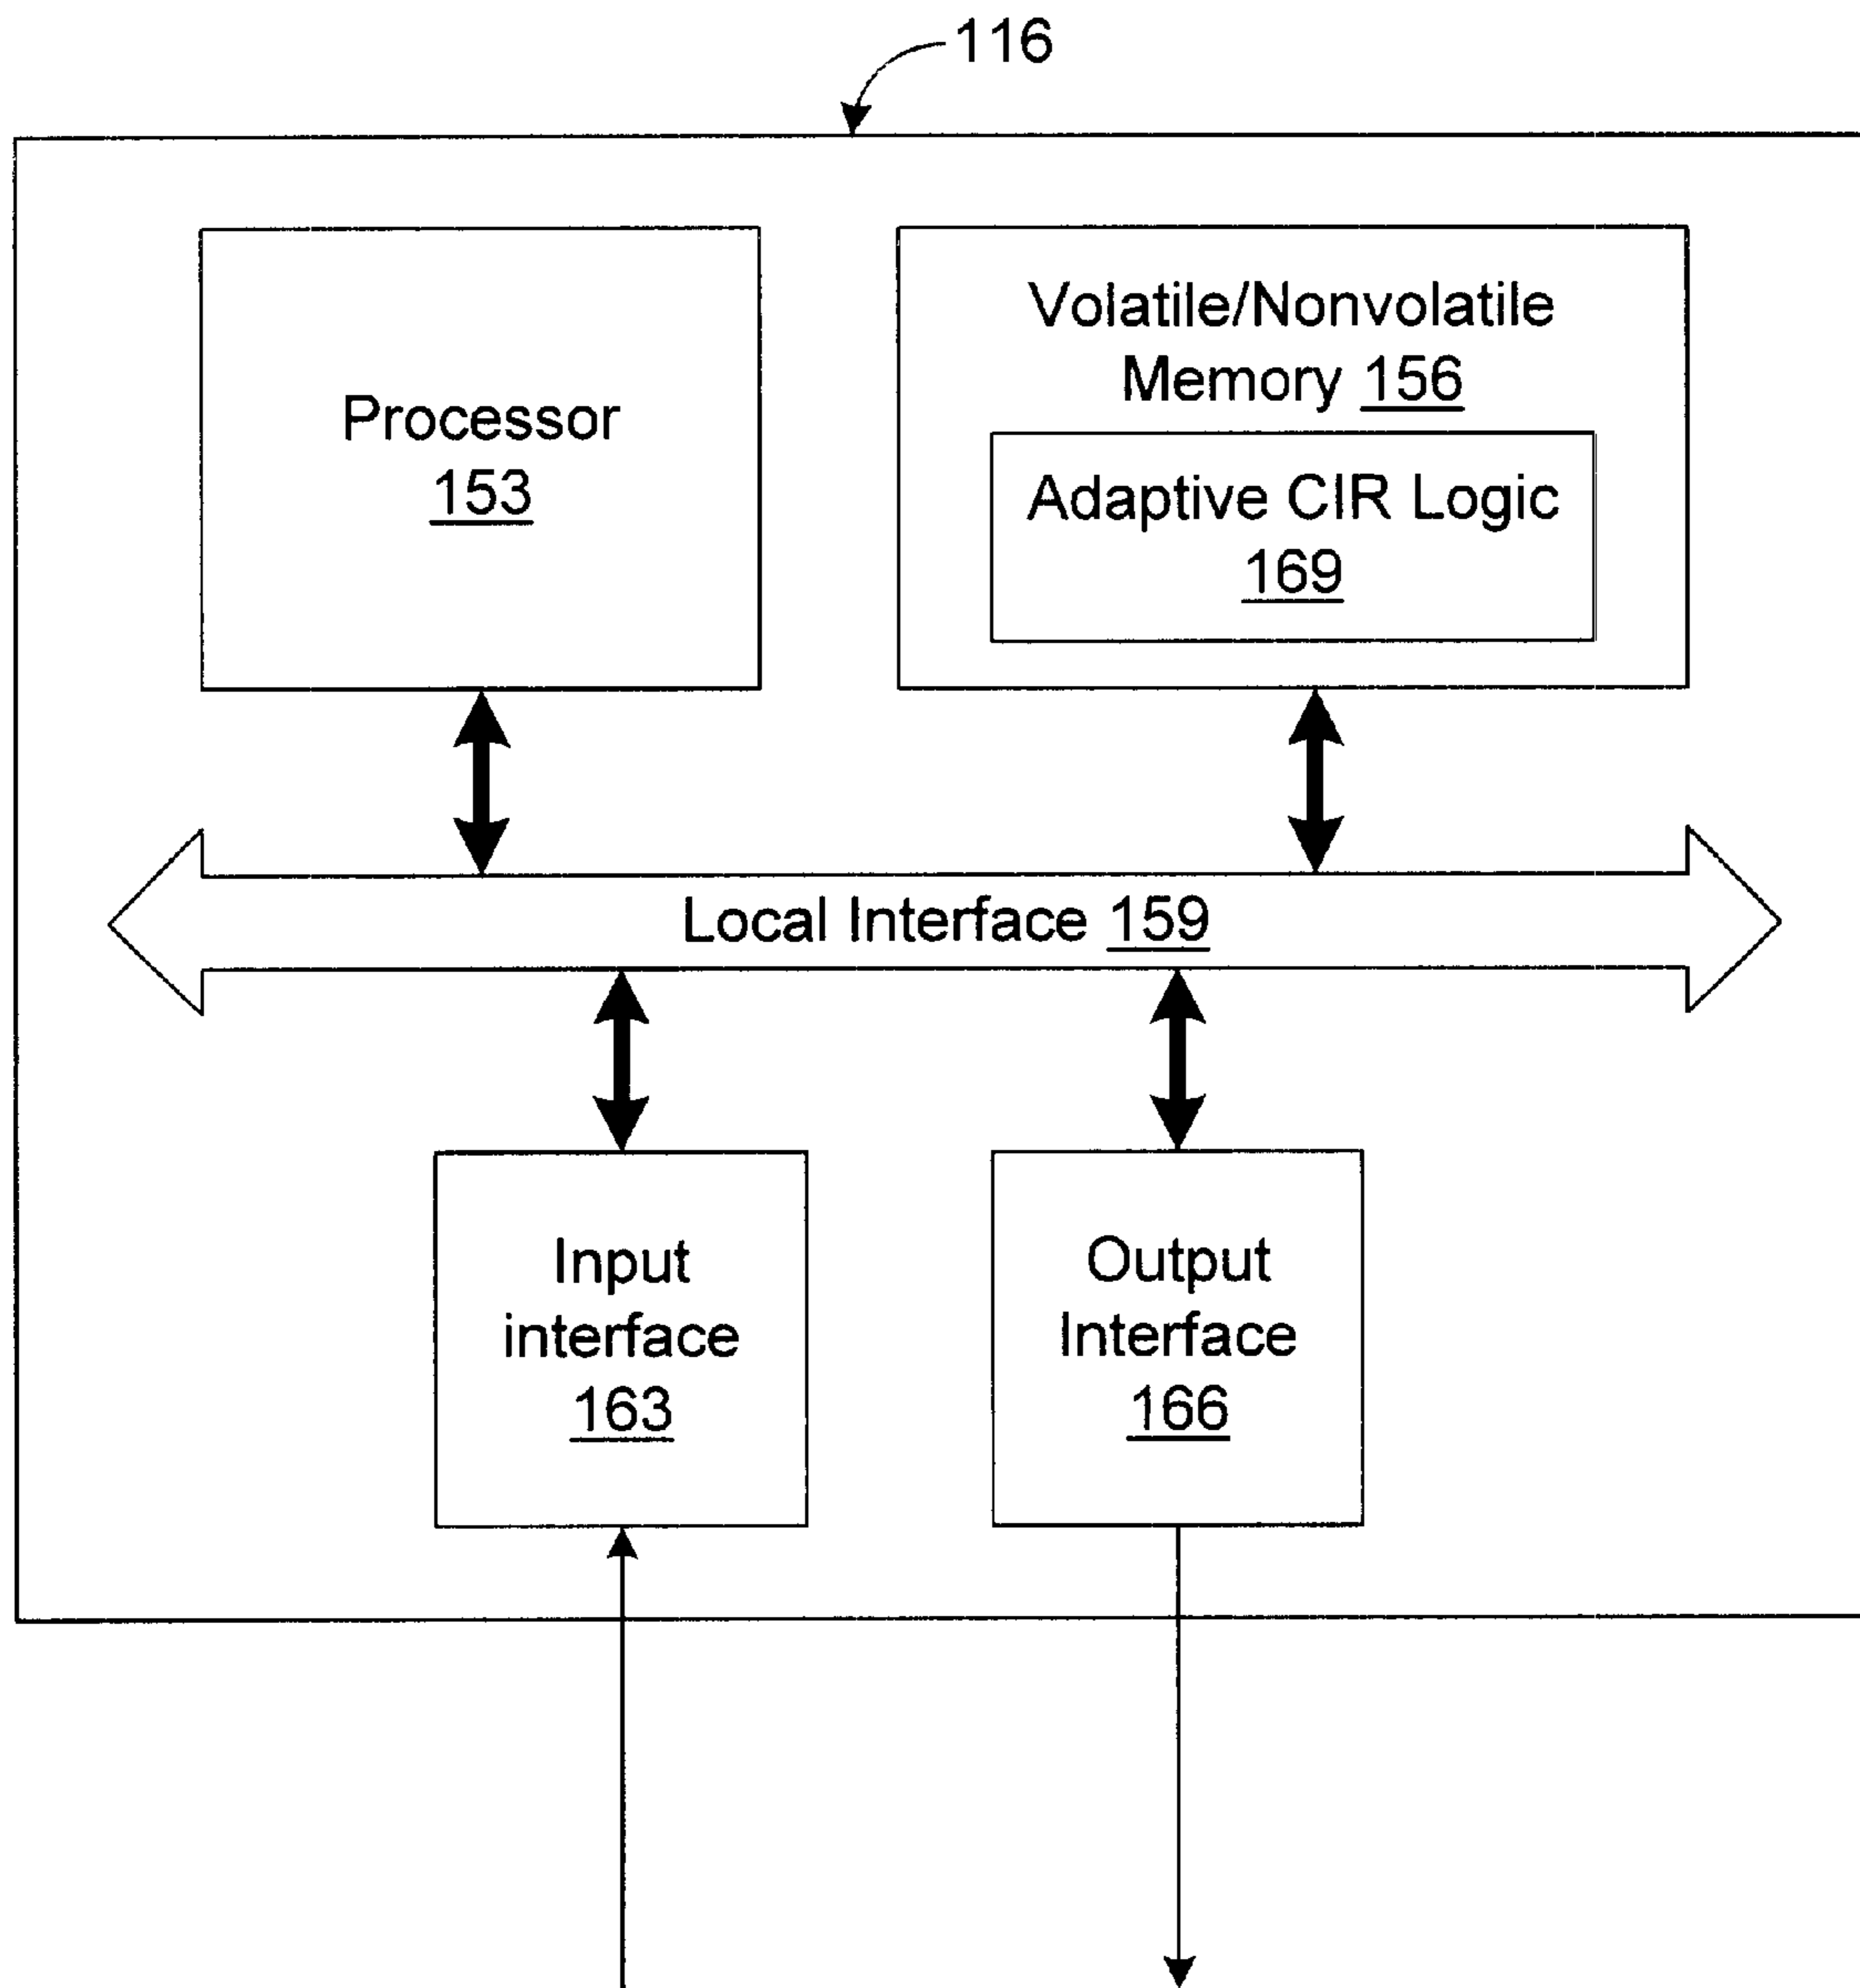 116
Processor
153
Volatile/Nonvolatile
Memory 156
Adaptive CIR Logic
169
Local Interface 159
Input
interface
163
Output
Interface
166